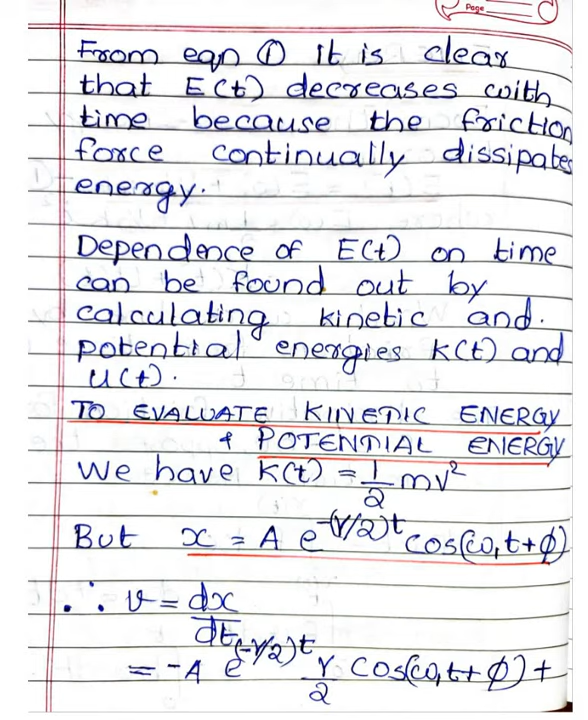 Page
From eqn ① it is clear
that E(t) decreases with
time because the friction
force continually dissipates
energy.
Dependence of E(t) on time
can be found out by
calculating kinetic and.
potential energies K(t) and
U(t).
TO EVALUATE KINETIC ENERGY
& POTENTIAL ENERGY
We have K(t) = 1/2 mv²
But x = A e^(-(γ/2)t) cos(ω₁t+φ)
∴ v = dx/dt
= -A e^((-γ/2)t) γ/2 cos(ω₁t+φ) +